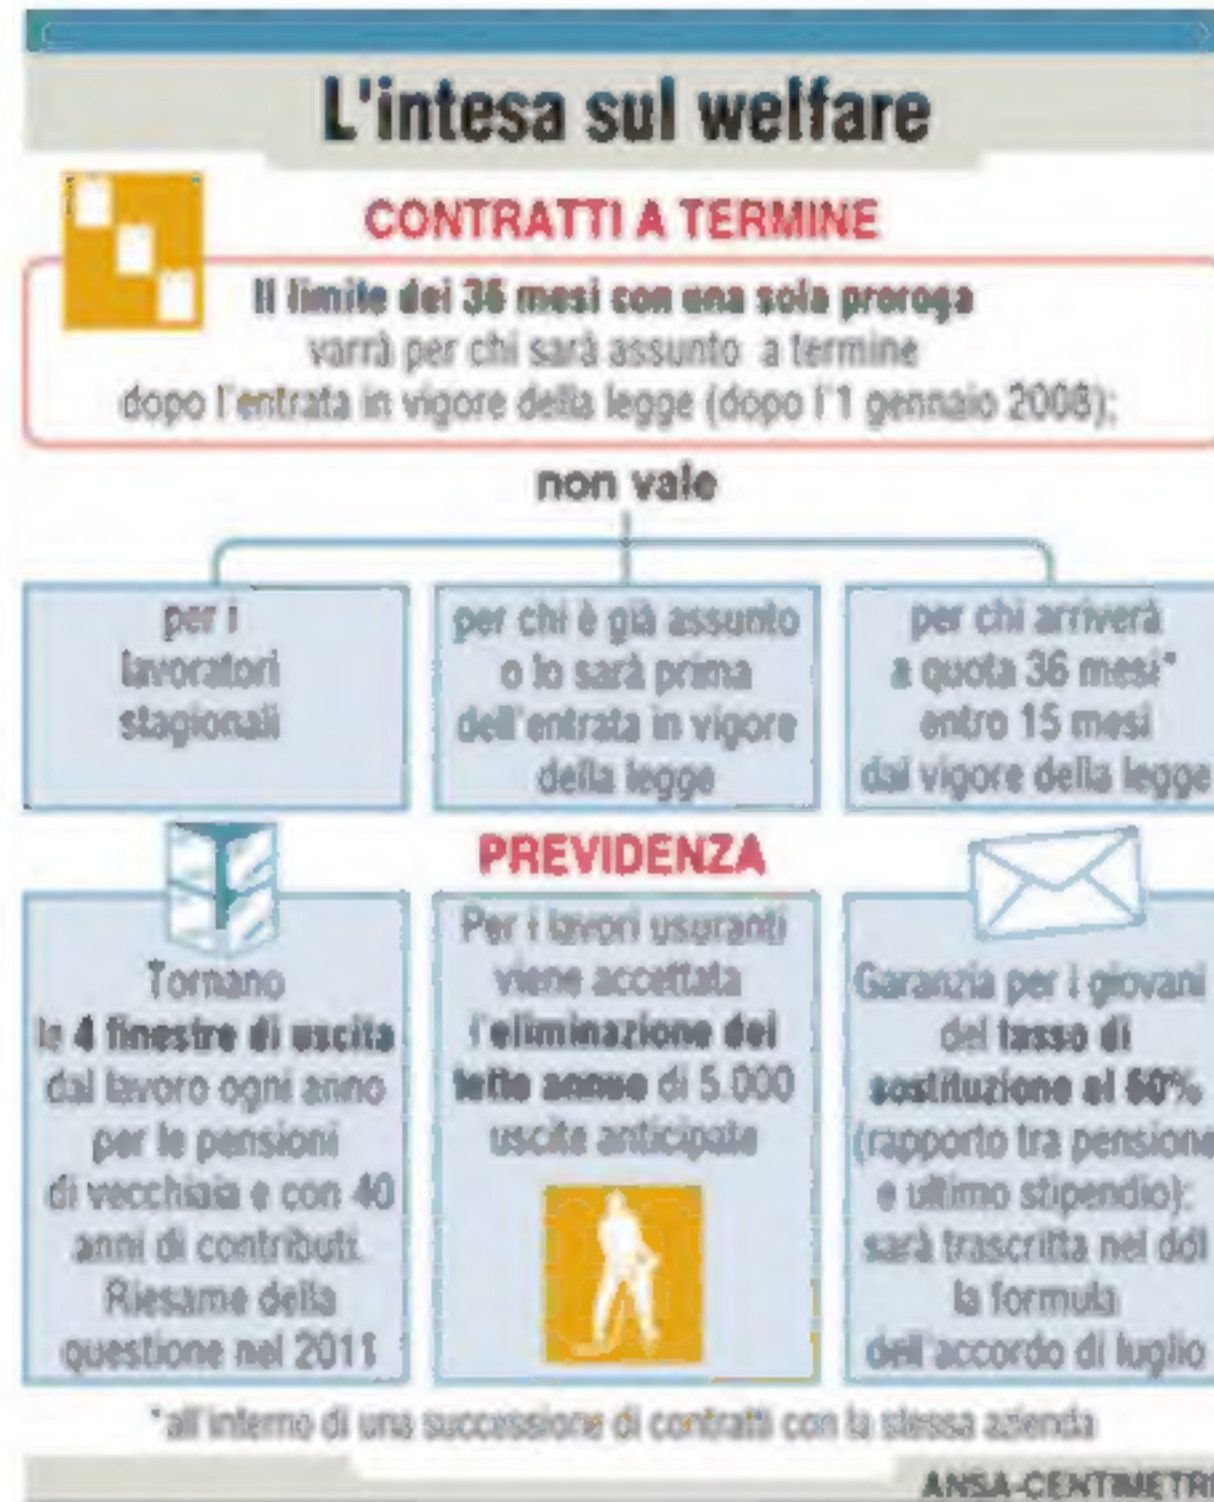 L'intesa sul welfare
CONTRATTI A TERMINE
Il limite dei 36 mesi con una sola proroga
varrà per chi sarà assunto a termine
dopo l'entrata in vigore della legge (dopo l'1 gennaio 2008);
non vale
per i
lavoratori
stagionali
per chi è già assunto
o lo sarà prima
dell'entrata in vigore
della legge
per chi arriverà
a quota 36 mesi*
entro 15 mesi
dal vigore della legge
PREVIDENZA
Tornano
le 4 finestre di uscita
dal lavoro ogni anno
per le pensioni
di vecchiaia e con 40
anni di contributi.
Riesame della
questione nel 2011
Per i lavori usuranti
viene accettata
l'eliminazione del
tetto annuo di 5.000
uscite anticipate
Garanzia per i giovani
del tasso di
sostituzione al 60%
(rapporto tra pensione
e ultimo stipendio):
sarà trascritta nel ddl
la formula
dell'accordo di luglio
*all'interno di una successione di contratti con la stessa azienda
ANSA-CENTIMETRI